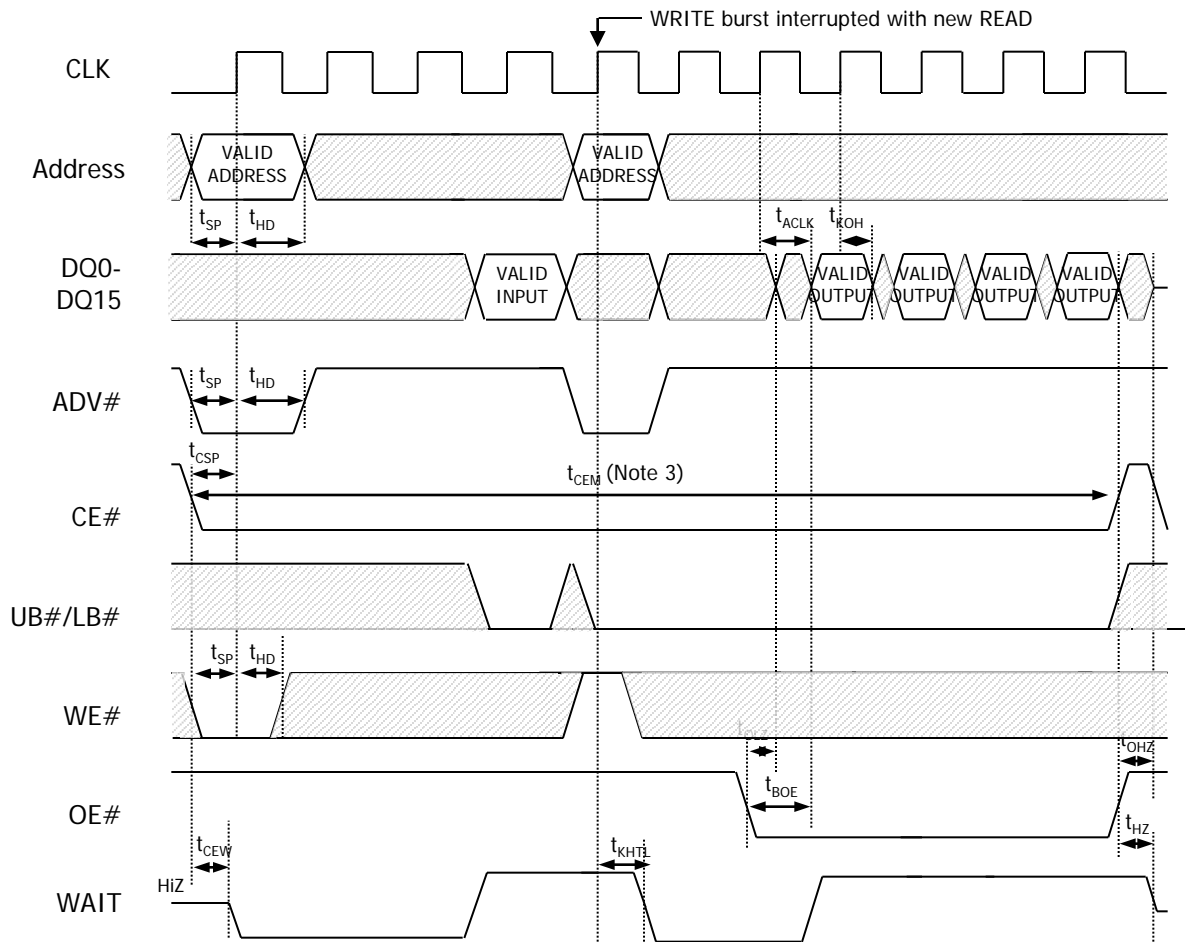 WRITE burst interrupted with new READ
CLK
Address
VALID
ADDRESS
VALID
ADDRESS
tSP
tHD
tACLK
tKOH
DQ0-
DQ15
VALID
INPUT
VALID
OUTPUT
VALID
OUTPUT
VALID
OUTPUT
VALID
OUTPUT
ADV#
tSP
tHD
tCSP
CE#
tCEM (Note 3)
UB#/LB#
tSP
tHD
WE#
tOLZ
tOHZ
OE#
tBOE
tCEW
tKHTL
tHZ
HiZ
WAIT